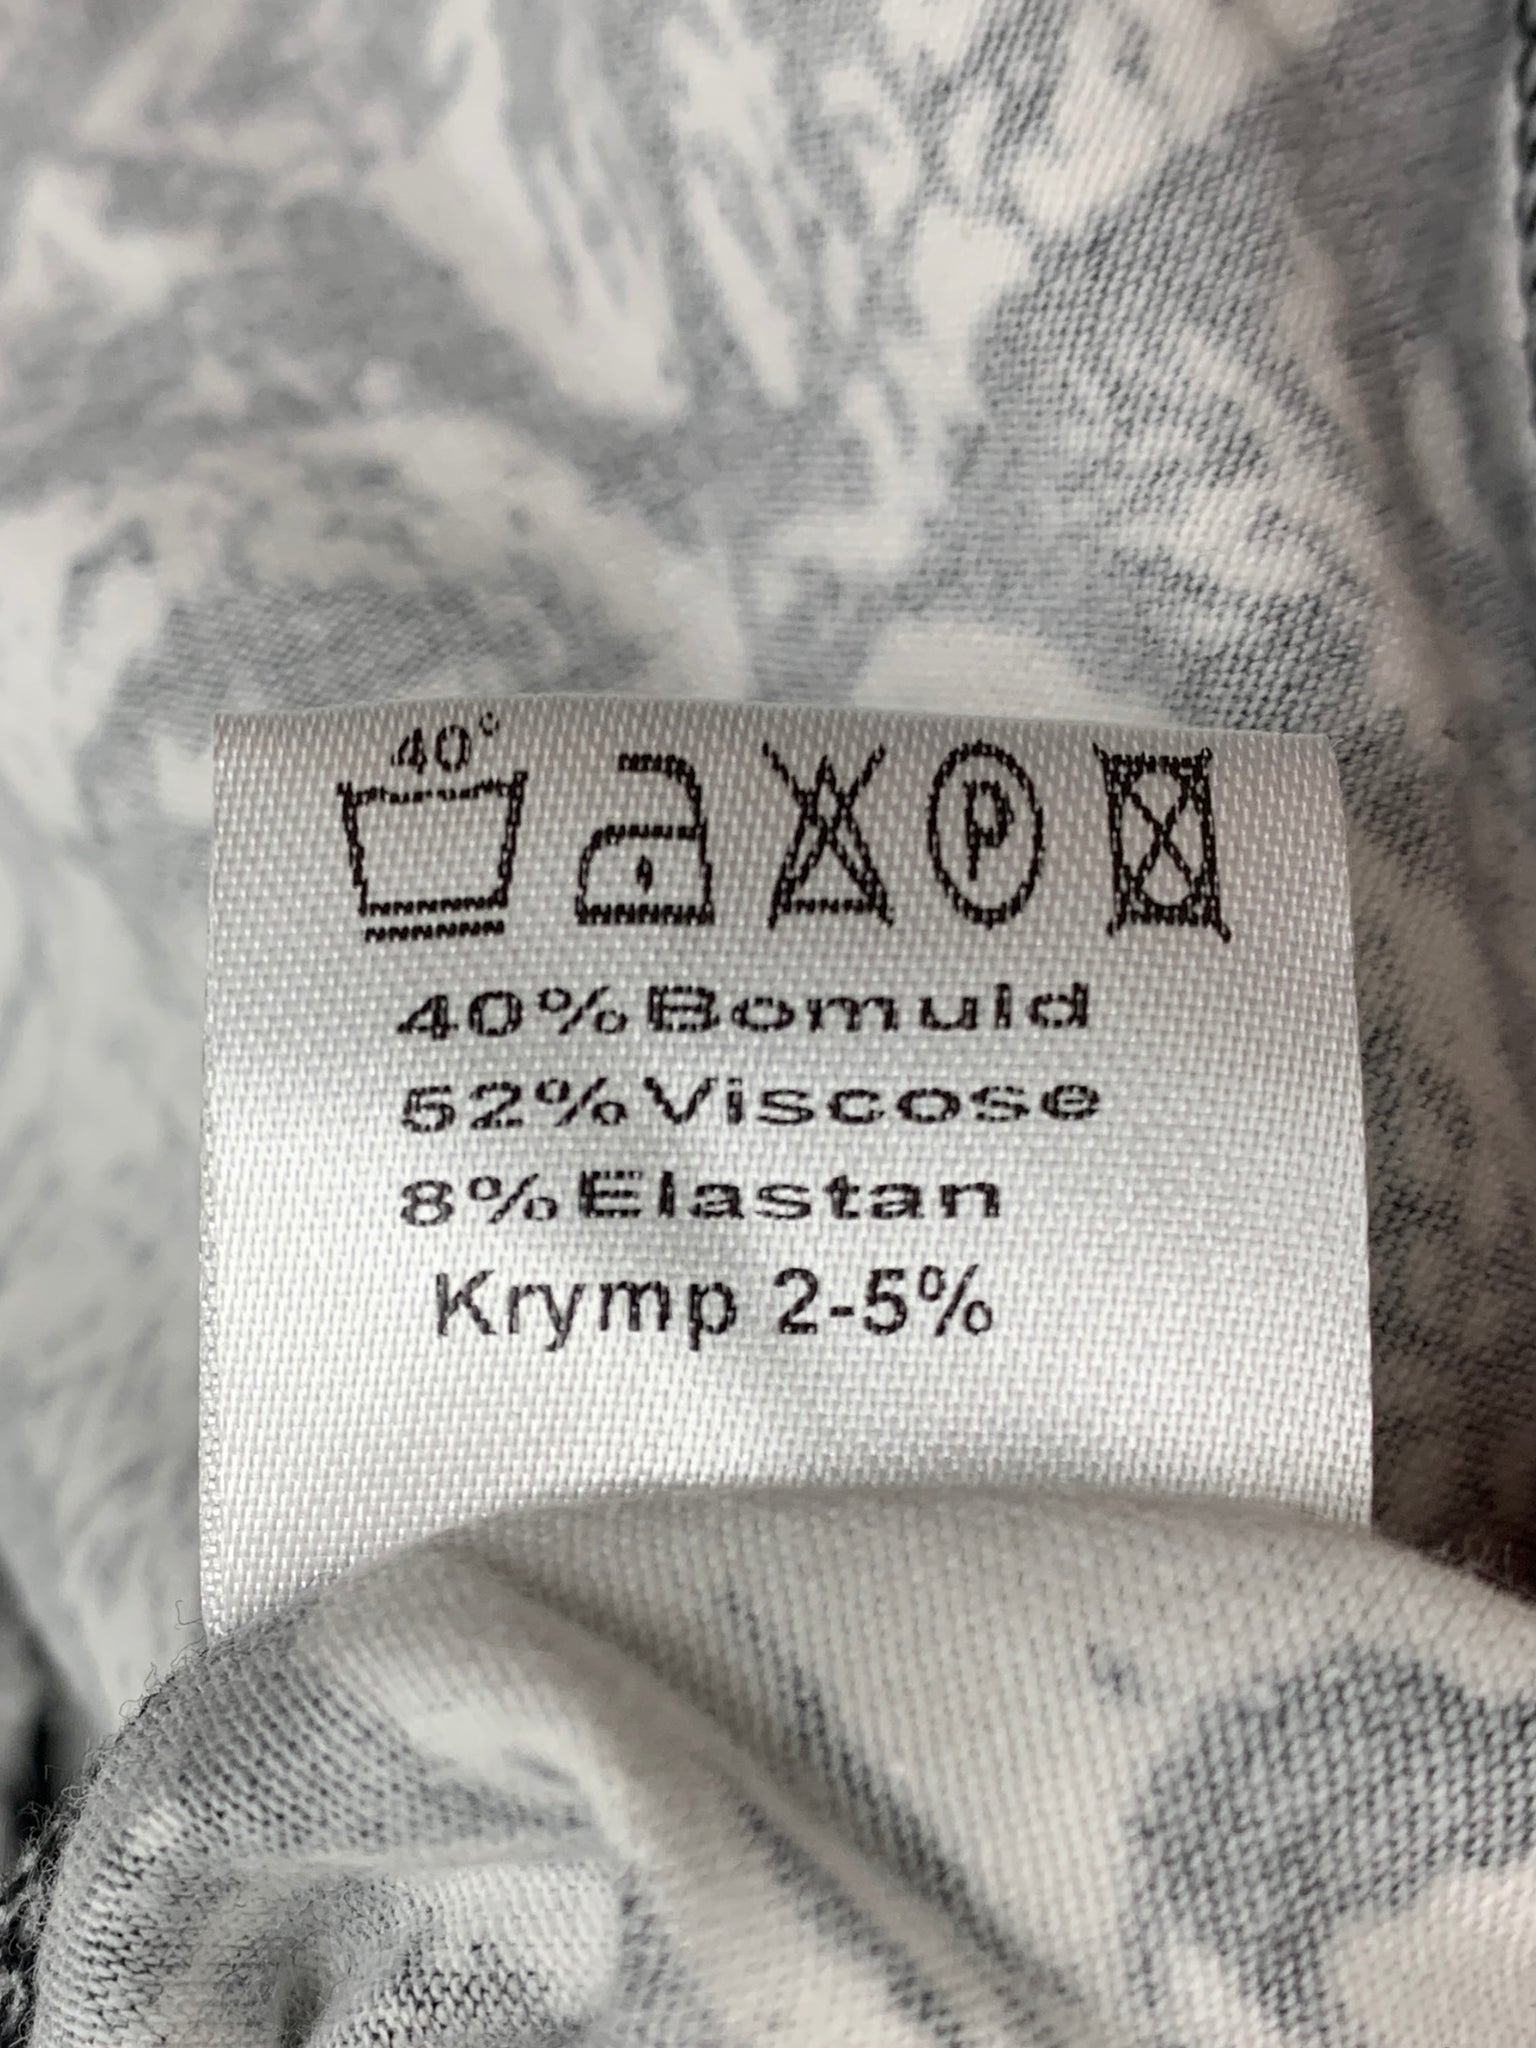 40°
P
40%Bomuld
52%Viscose
8%Elastan
Krymp 2-5%